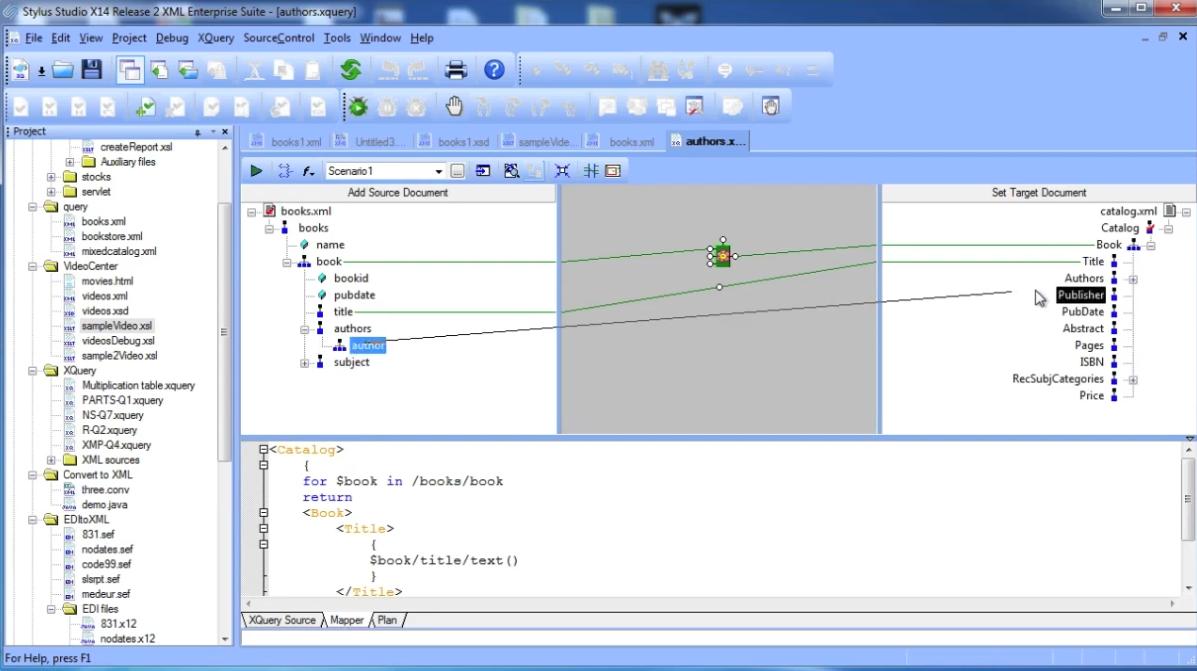 Stylus Studio X14 Release 2 XML Enterprise Suite - [authors.xquery]
File Edit View Project Debug XQuery SourceControl Tools Window Help
Project
createReport.xsl
Auxiliary files
stocks
servlet
query
books.xml
bookstore.xml
mixedcatalog.xml
VideoCenter
movies.html
videos.xml
videos.xsd
sampleVideo.xsl
videosDebug.xsl
sample2Video.xsl
XQuery
Multiplication table.xquery
PARTS-Q1.xquery
NS-Q7.xquery
R-Q2.xquery
XMP-Q4.xquery
XML sources
Convert to XML
three.conv
demo.java
EDItoXML
831.sef
nodates.sef
code99.sef
slsrpt.sef
medeur.sef
EDI files
831.x12
nodates.x12
books1.xml Untitled3... books1.xsd sampleVide... books.xml authors.x...
Scenario1
Add Source Document
Set Target Document
books.xml
books
name
book
bookid
pubdate
title
authors
author
subject
catalog.xml
Catalog
Book
Title
Authors
Publisher
PubDate
Abstract
Pages
ISBN
RecSubjCategories
Price
<Catalog>
{
for $book in /books/book
return
<Book>
<Title>
{
$book/title/text()
}
</Title>
XQuery Source Mapper Plan
For Help, press F1